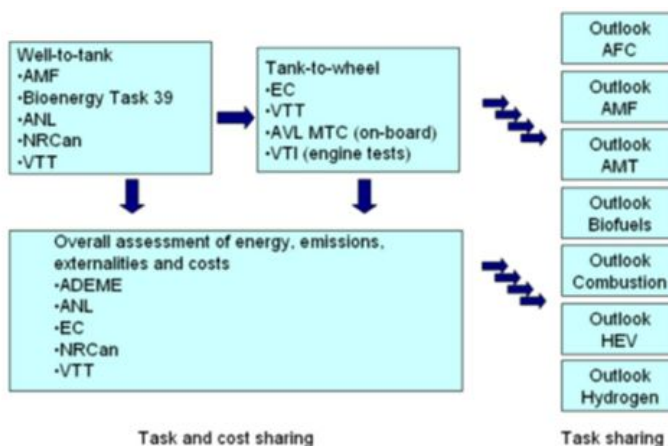 Well-to-tank
•AMF
•Bioenergy Task 39
•ANL
•NRCan
•VTT
Tank-to-wheel
•EC
•VTT
•AVL MTC (on-board)
•VTI (engine tests)
Overall assessment of energy, emissions,
externalities and costs
•ADEME
•ANL
•EC
•NRCan
•VTT
Outlook
AFC
Outlook
AMF
Outlook
AMT
Outlook
Biofuels
Outlook
Combustion
Outlook
HEV
Outlook
Hydrogen
Task and cost sharing
Task sharing